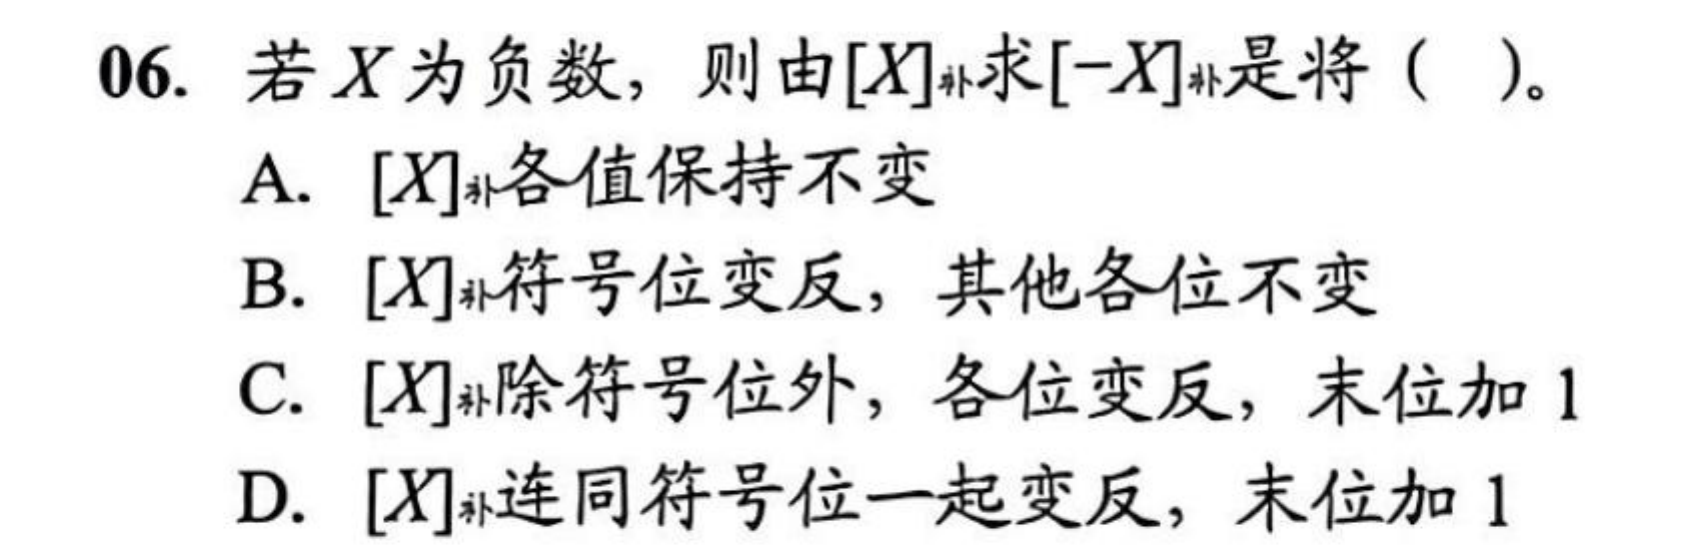 06. 若 X 为负数，则由[X]补求[-X]补是将（ ）。
A. [X]补各值保持不变
B. [X]补符号位变反，其他各位不变
C. [X]补除符号位外，各位变反，末位加 1
D. [X]补连同符号位一起变反，末位加 1